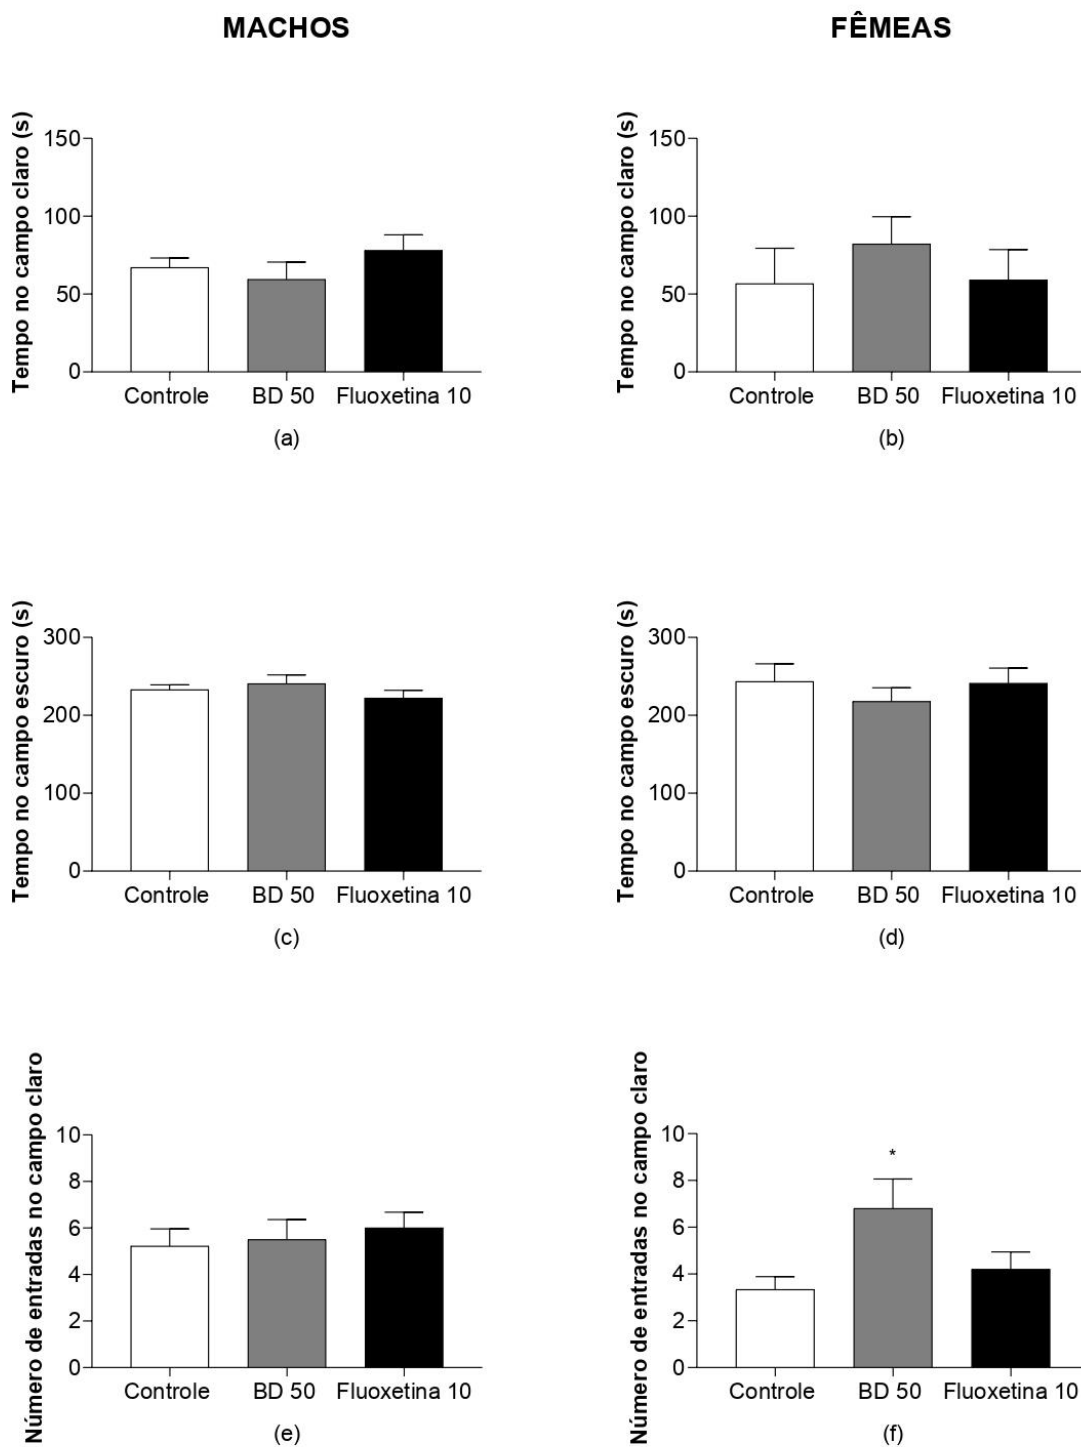 MACHOS
FÊMEAS
Tempo no campo claro (s)
150
100
50
0
Controle BD 50 Fluoxetina 10
(a)
Tempo no campo claro (s)
150
100
50
0
Controle BD 50 Fluoxetina 10
(b)
Tempo no campo escuro (s)
300
200
100
0
Controle BD 50 Fluoxetina 10
(c)
Tempo no campo escuro (s)
300
200
100
0
Controle BD 50 Fluoxetina 10
(d)
Número de entradas no campo claro
10
8
6
4
2
0
Controle BD 50 Fluoxetina 10
(e)
Número de entradas no campo claro
10
8
6
4
2
0
*
Controle BD 50 Fluoxetina 10
(f)